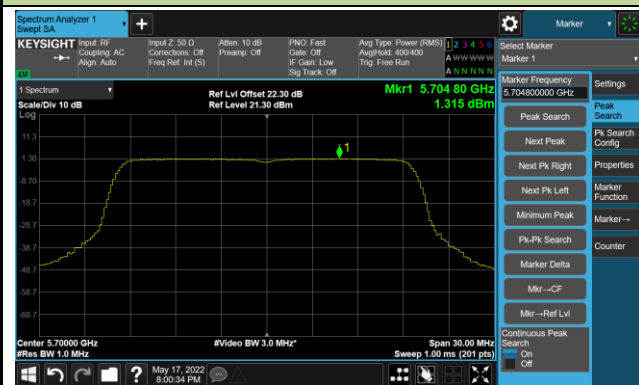 Spectrum Analyzer 1
Swept SA
+
Marker
KEYSIGHT
Input: RF
Coupling: AC
Align: Auto
Input Z: 50 Ω
Corrections: Off
Freq Ref: Int (S)
Atten: 10 dB
Preamp: Off
PNO: Fast
Gate: Off
IF Gain: Low
Sig Track: Off
Avg Type: Power (RMS)
Avg|Hold: 400/400
Trig: Free Run
1 2 3 4 5 6
A W W W W W
A N N N N N
Select Marker
Marker 1
1 Spectrum
Scale/Div 10 dB
Log
Ref Lvl Offset 22.30 dB
Ref Level 21.30 dBm
Mkr1 5.704 80 GHz
1.315 dBm
1
11.3
1.30
-8.70
-18.7
-28.7
-38.7
-48.7
-58.7
-68.7
Center 5.70000 GHz
#Res BW 1.0 MHz
#Video BW 3.0 MHz*
Span 30.00 MHz
Sweep 1.00 ms (201 pts)
Marker Frequency
5.704800000 GHz
Peak Search
Next Peak
Next Pk Right
Next Pk Left
Minimum Peak
Pk-Pk Search
Marker Delta
Mkr→CF
Mkr→Ref Lvl
Continuous Peak
Search
On
Off
Settings
Peak
Search
Pk Search
Config
Properties
Marker
Function
Marker→
Counter
?
May 17, 2022
8:00:34 PM